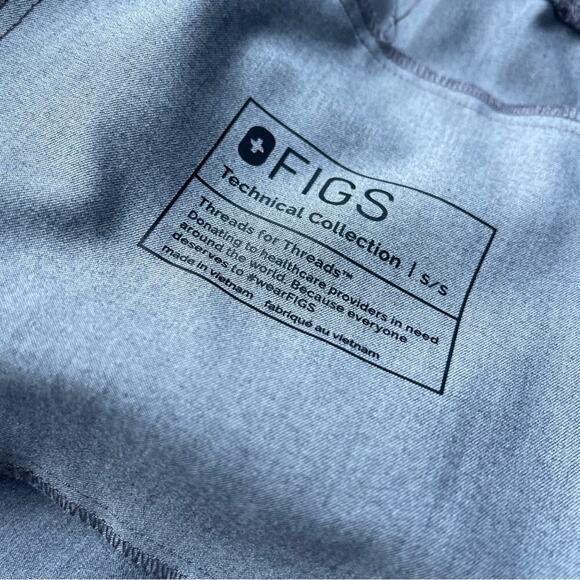 FIGS
Technical Collection | S/S
Threads for Threads™
Donating to healthcare providers in need
around the world. Because everyone
deserves to #wearFIGS
made in vietnam fabriqué au vietnam